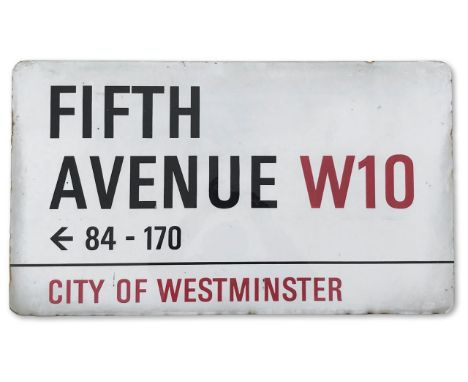 FIFTH
AVENUE W10
← 84 - 170
CITY OF WESTMINSTER